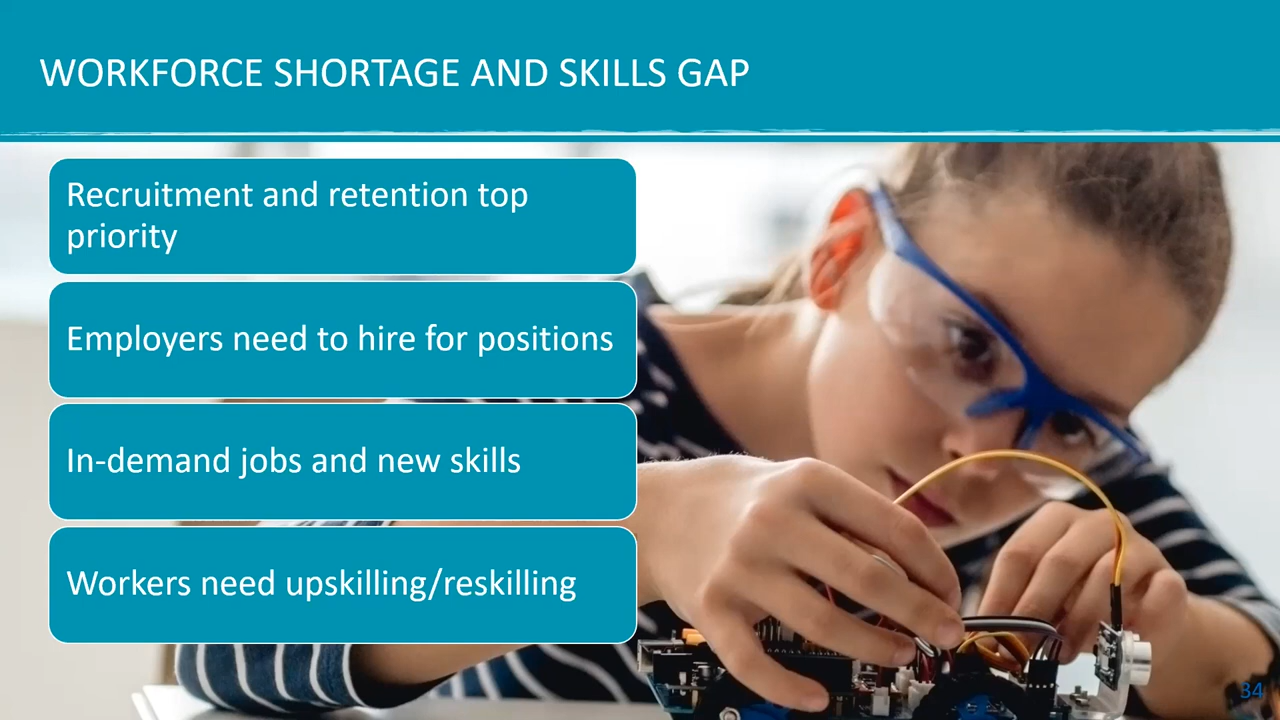 WORKFORCE SHORTAGE AND SKILLS GAP
Recruitment and retention top
priority
Employers need to hire for positions
In-demand jobs and new skills
Workers need upskilling/reskilling
34